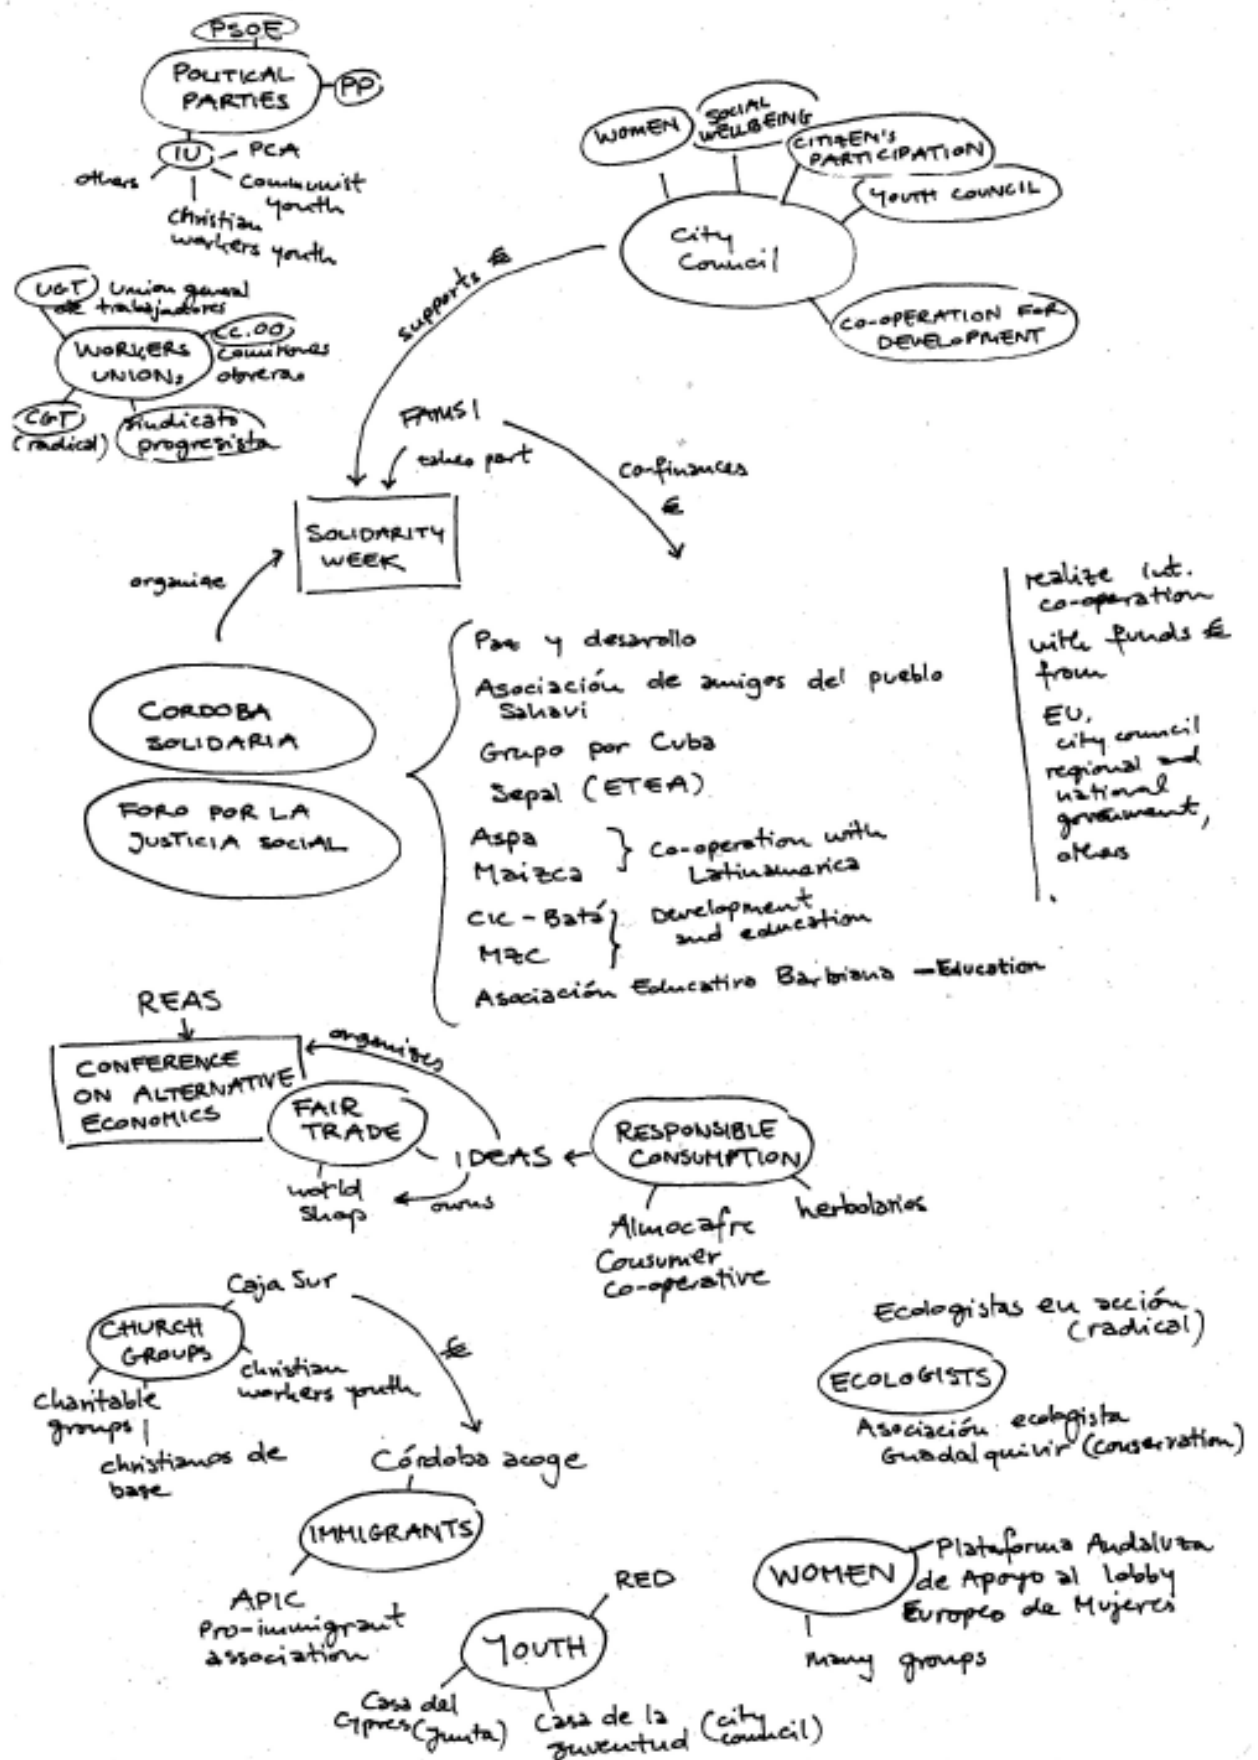 PSOE
POLITICAL
PARTIES
PP
IU
PCA
others
Communist
youth
Christian
workers youth
UGT
Union general
de trabajadores
WORKERS
UNIONS
CC.OO
Comisiones
obreras
CGT
(radical)
sindicato
progresista
WOMEN
SOCIAL
WELLBEING
CITIZEN'S
PARTICIPATION
YOUTH COUNCIL
City
Council
CO-OPERATION FOR
DEVELOPMENT
supports €
FAMSI
takes part
Co-finances
€
SOLIDARITY
WEEK
organize
CORDOBA
SOLIDARIA
FORO POR LA
JUSTICIA SOCIAL
Paz y desarollo
Asociación de amigos del pueblo
Sahavi
Grupo por Cuba
Sepal (ETEA)
Aspa
Maizca
Co-operation with
Latinamerica
CIC-Batá
MZC
Development
and education
Asociación Educativa Barbiana – Education
realize int.
co-operation
with funds €
from
EU,
city council
regional and
national
government,
others
REAS
CONFERENCE
ON ALTERNATIVE
ECONOMICS
organizes
FAIR
TRADE
IDEAS
RESPONSIBLE
CONSUMPTION
world
shop
owns
Almocafre
Consumer
co-operative
herbolarios
Caja Sur
CHURCH
GROUPS
€
christian
workers youth
Charitable
groups
christianos de
base
Córdoba acoge
IMMIGRANTS
APIC
Pro-immigrant
association
Ecologistas en acción
(radical)
ECOLOGISTS
Asociación ecologista
Guadalquivir (conservation)
RED
YOUTH
Casa del
Cypres (Junta)
Casa de la
juventud (city
council)
WOMEN
Plataforma Andaluza
de Apoyo al lobby
Europeo de Mujeres
many groups